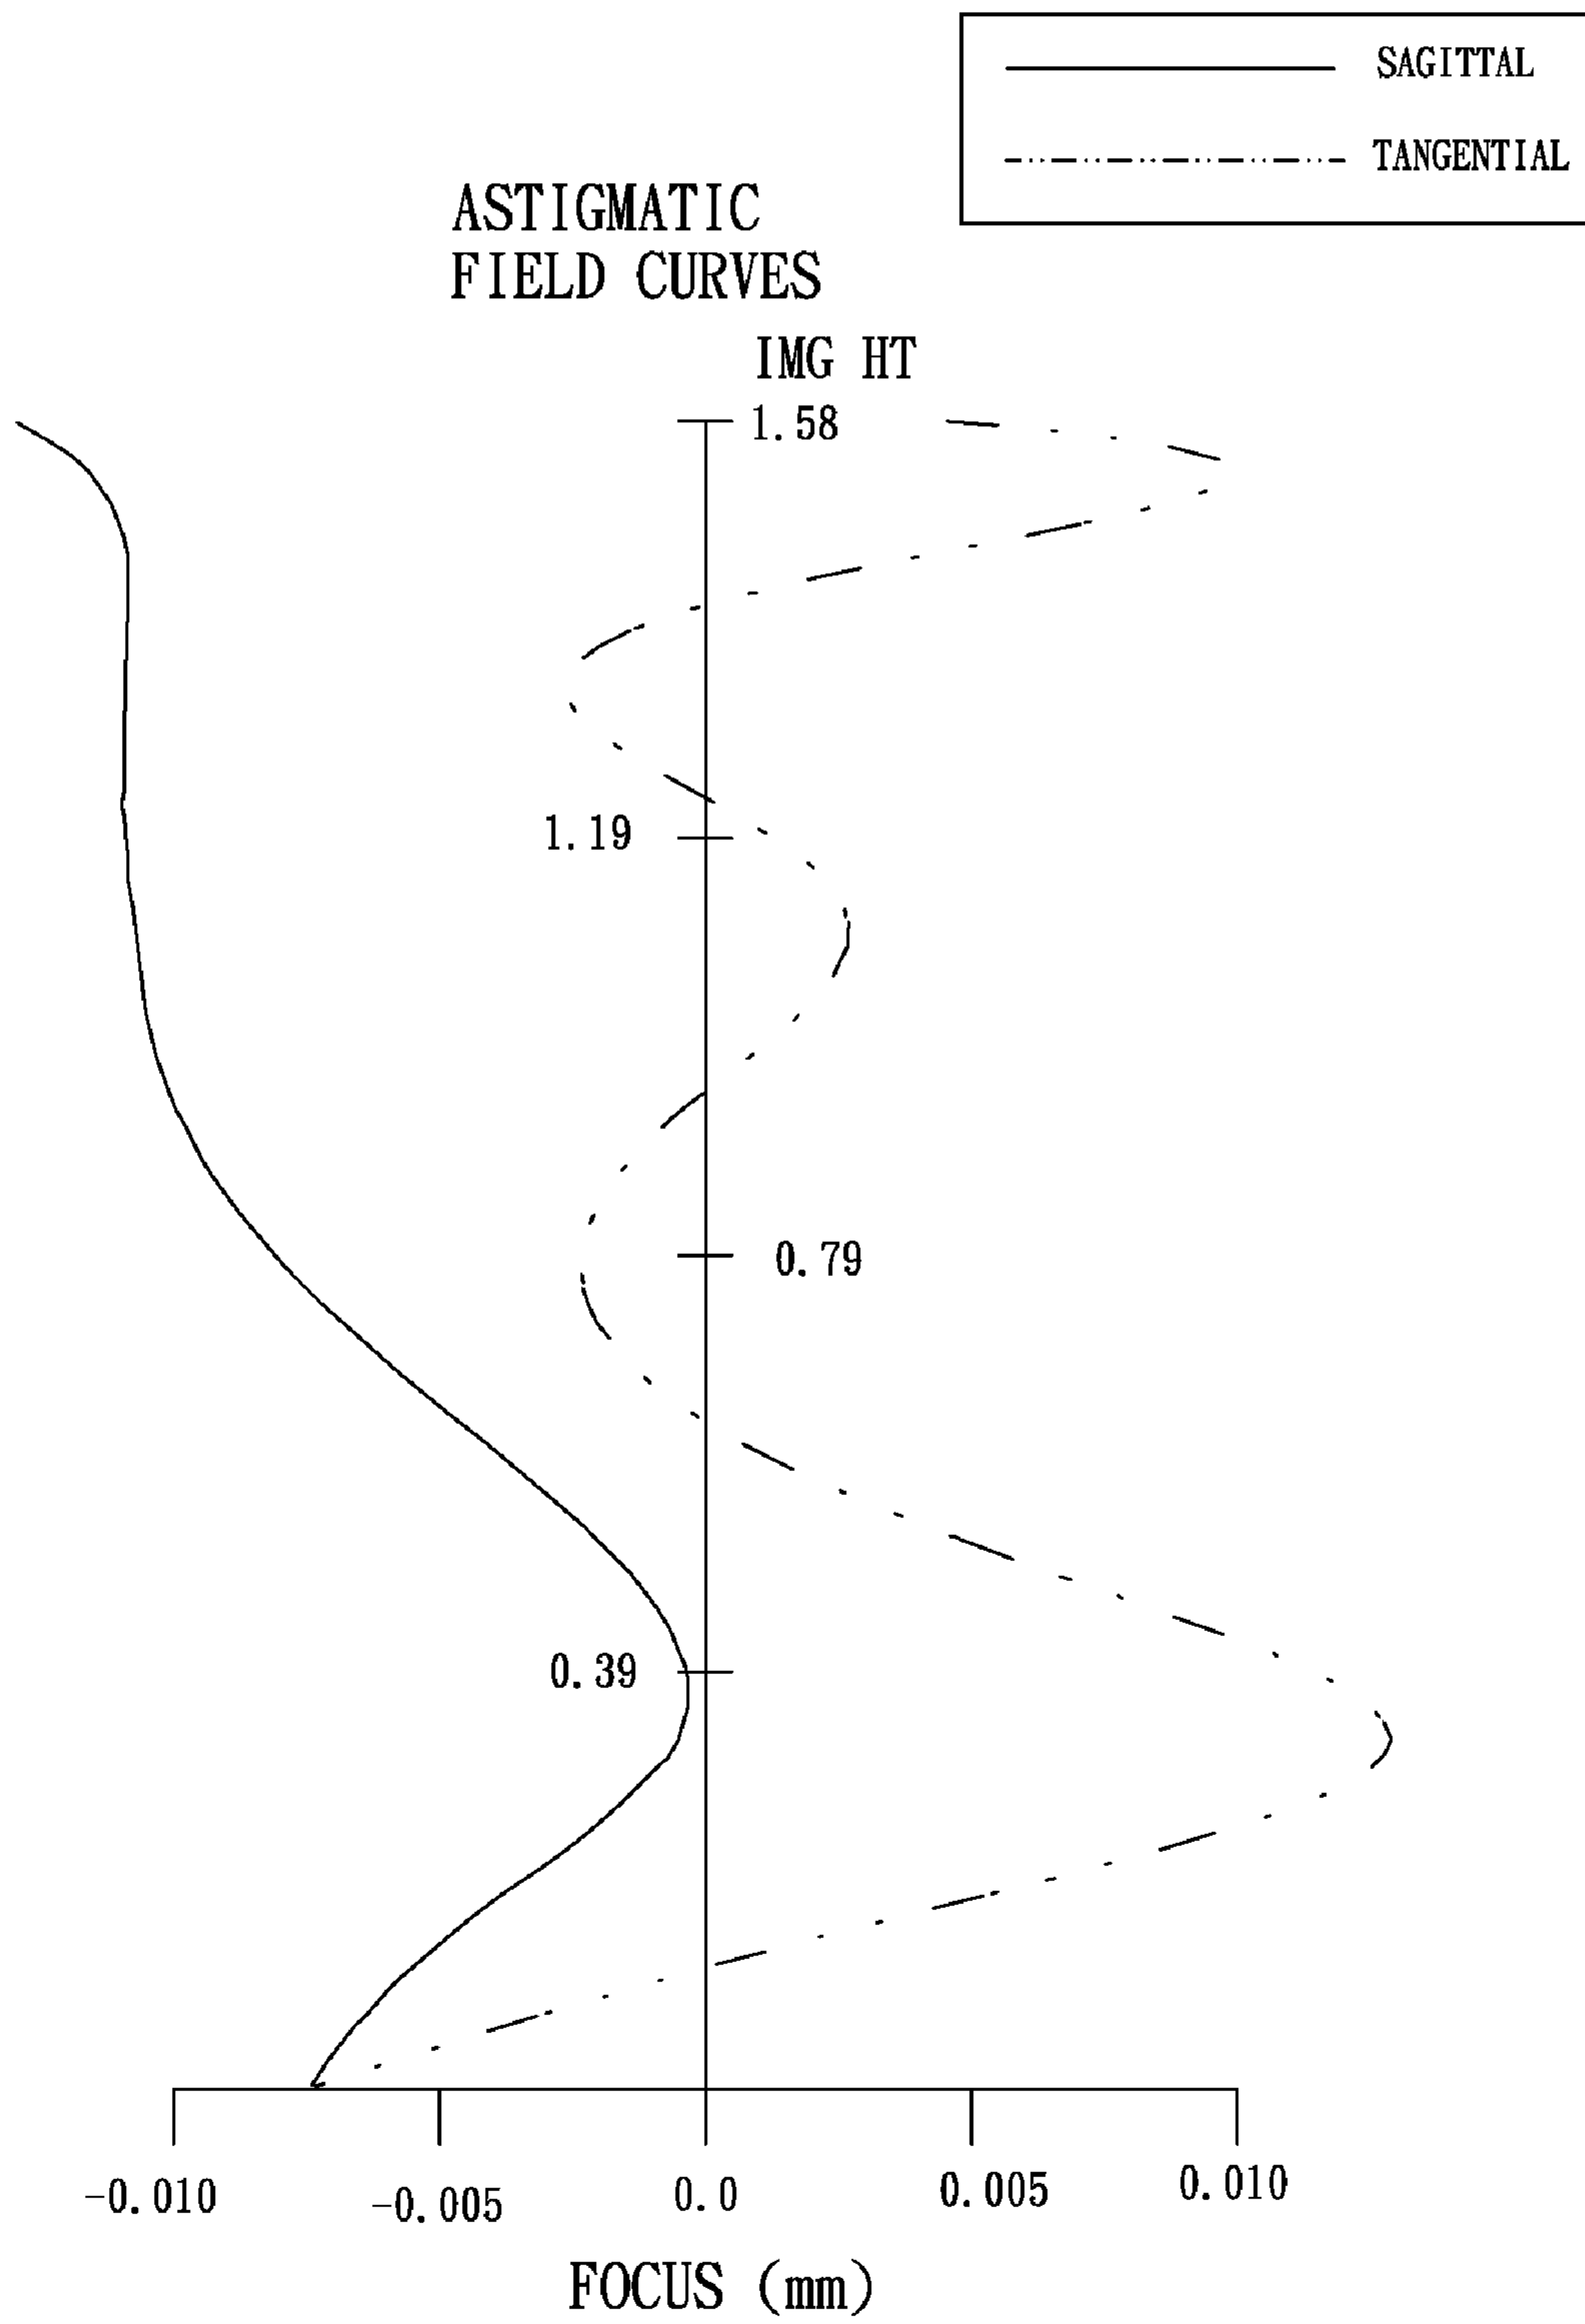 SAGITTAL
TANGENTIAL
ASTIGMATIC
FIELD CURVES
IMG HT
1.58
1.19
0.79
0.39
-0.010 -0.005 0.0 0.005 0.010
FOCUS (mm)